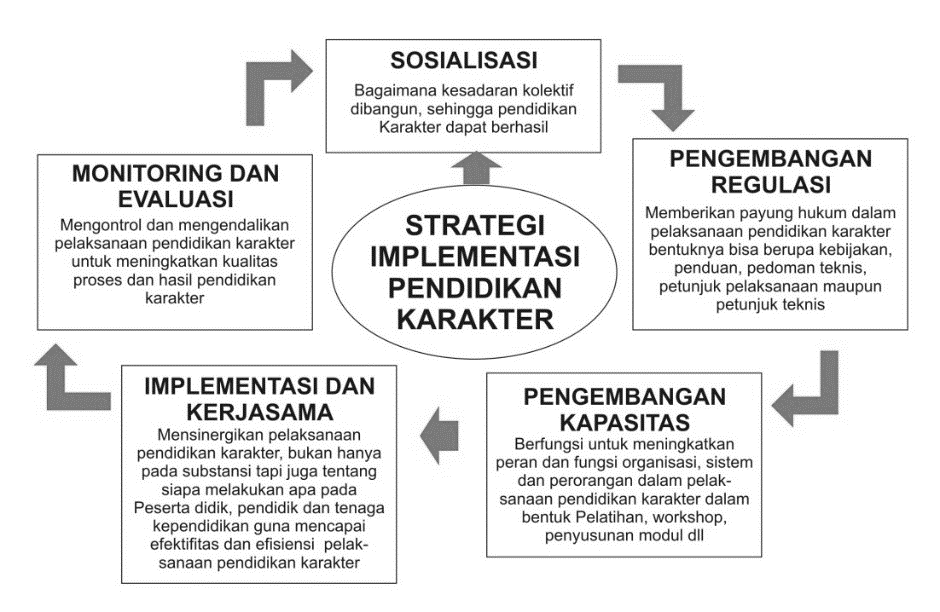 SOSIALISASI
Bagaimana kesadaran kolektif
dibangun, sehingga pendidikan
Karakter dapat berhasil
PENGEMBANGAN
REGULASI
Memberikan payung hukum dalam
pelaksanaan pendidikan karakter
bentuknya bisa berupa kebijakan,
penduan, pedoman teknis,
petunjuk pelaksanaan maupun
petunjuk teknis
PENGEMBANGAN
KAPASITAS
Berfungsi untuk meningkatkan
peran dan fungsi organisasi, sistem
dan perorangan dalam pelak-
sanaan pendidikan karakter dalam
bentuk Pelatihan, workshop,
penyusunan modul dll
IMPLEMENTASI DAN
KERJASAMA
Mensinergikan pelaksanaan
pendidikan karakter, bukan hanya
pada substansi tapi juga tentang
siapa melakukan apa pada
Peserta didik, pendidik dan tenaga
kependidikan guna mencapai
efektifitas dan efisiensi pelak-
sanaan pendidikan karakter
MONITORING DAN
EVALUASI
Mengontrol dan mengendalikan
pelaksanaan pendidikan karakter
untuk meningkatkan kualitas
proses dan hasil pendidikan
karakter
STRATEGI
IMPLEMENTASI
PENDIDIKAN
KARAKTER